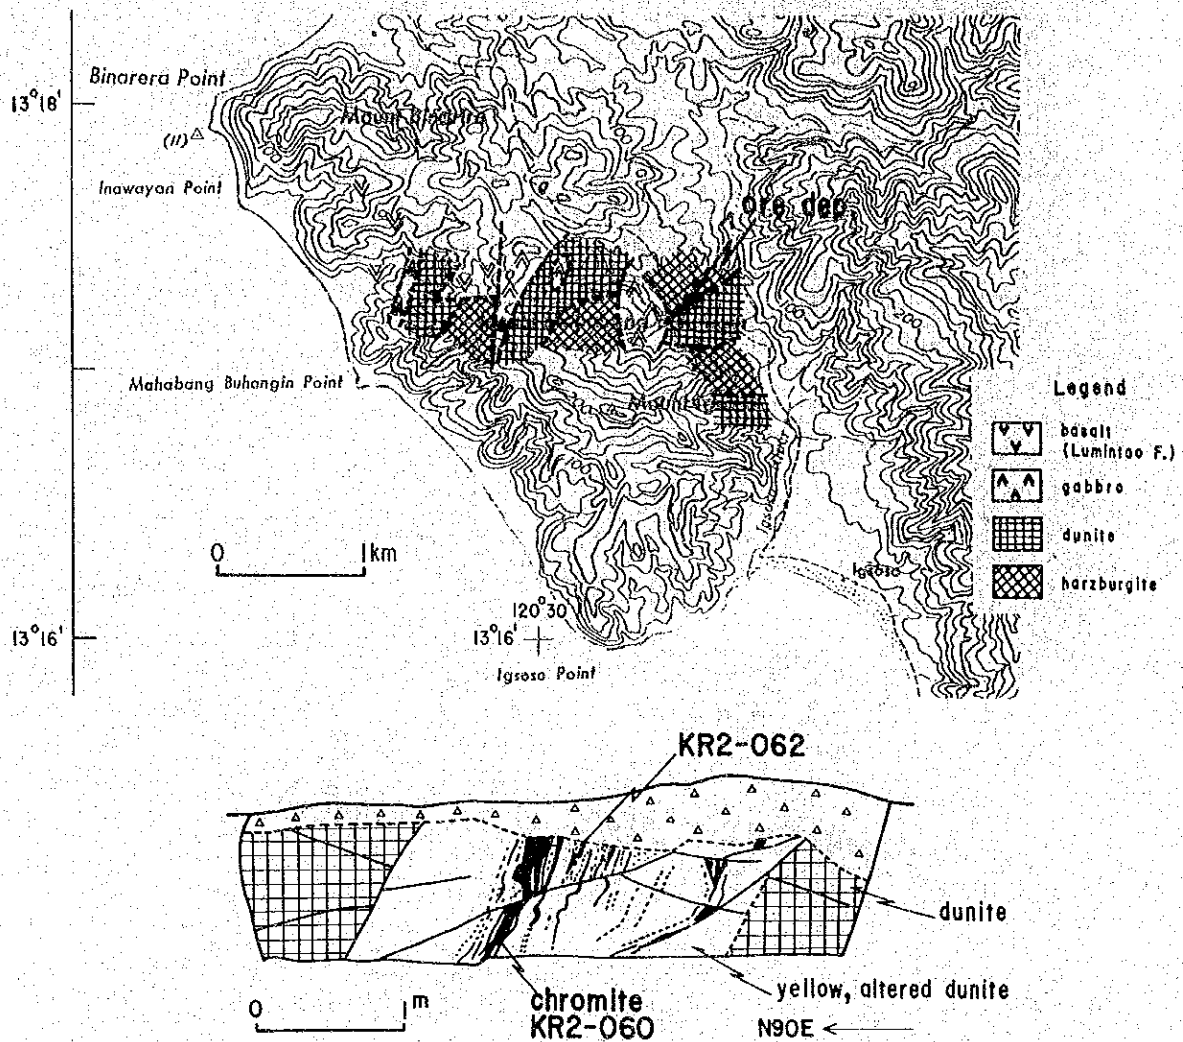 Binarera Point
13°18'
(11)
Inawayan Point
ore dep.
Mahabang Buhangin Point
Legend
basalt
(Lumintao F.)
gabbro
dunite
harzburgite
0 1km
Igsoso
120°30'
13°16'
13°16'
Igsoso Point
KR2-062
dunite
yellow, altered dunite
0 1m
chromite
KR2-060
N90E